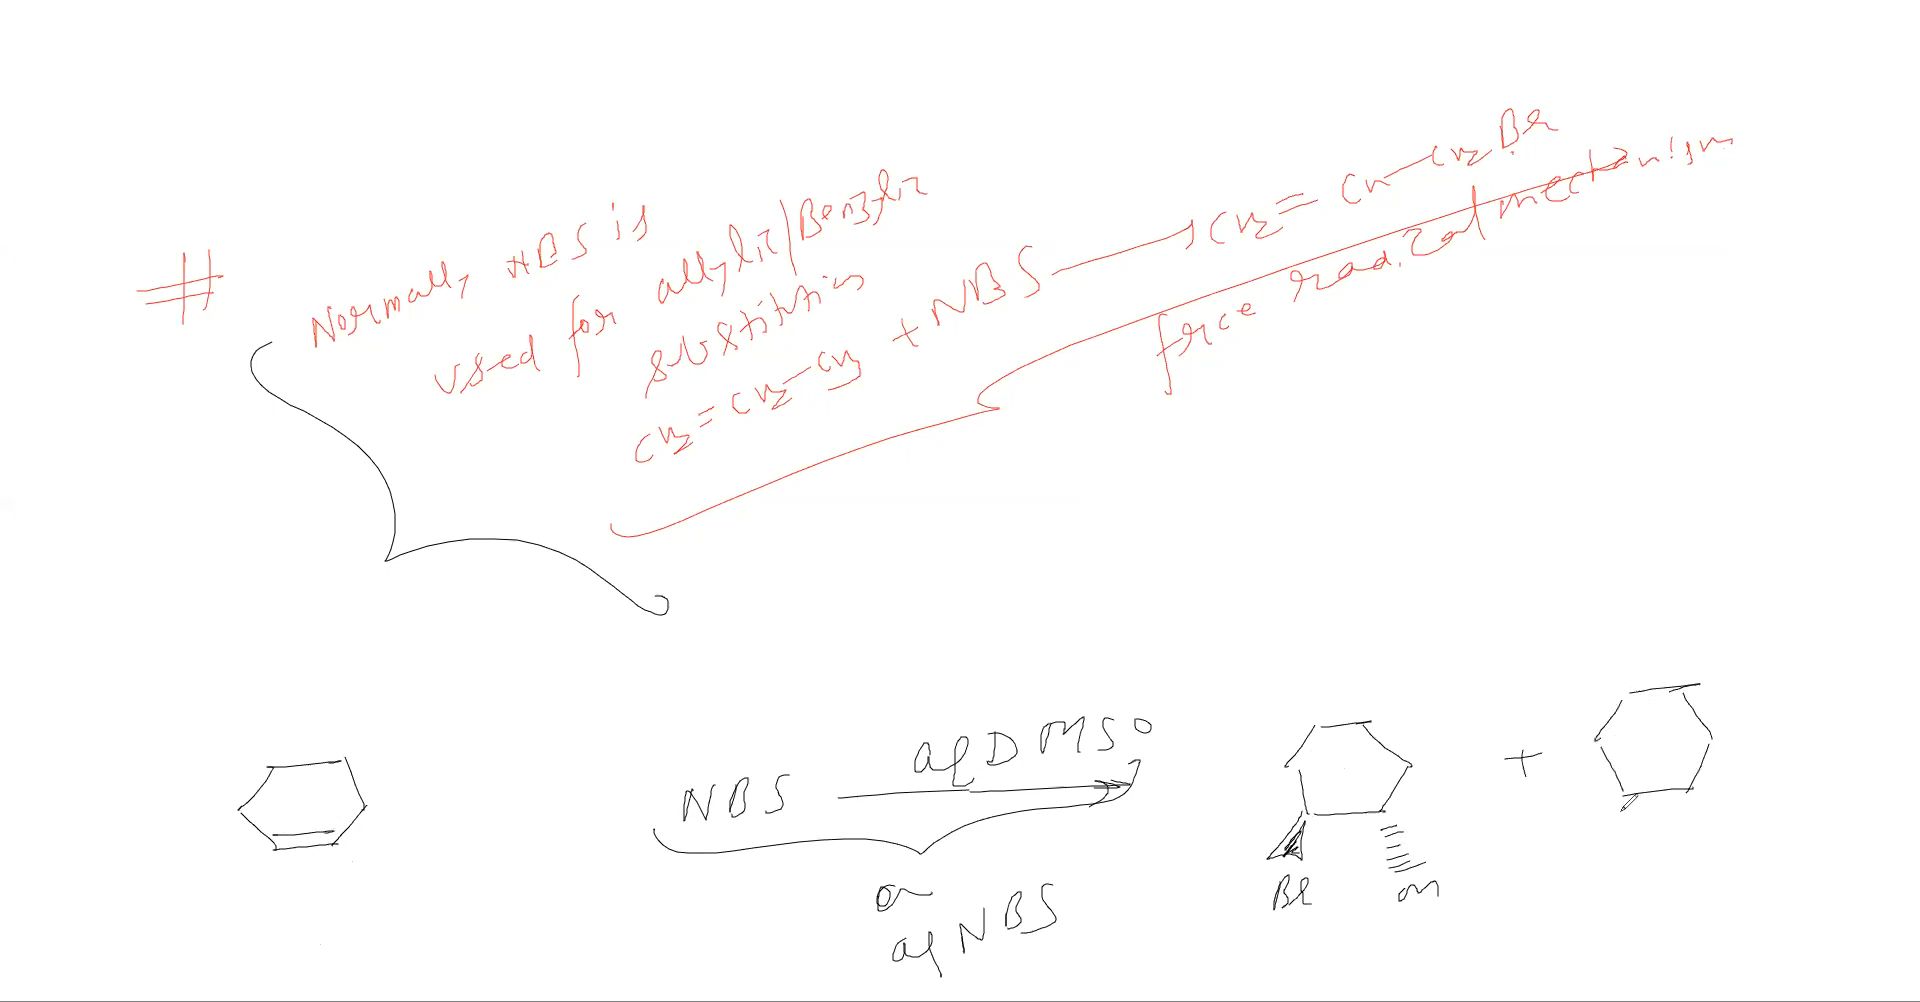 #
Normally NBS is
used for allylic/Benzylic
substitution
CH2=CH2-CH3 + NBS → CH2=CH-CH2Br
free radical mechanism
NBS aq DMSO
or
aq NBS
Br OH
+